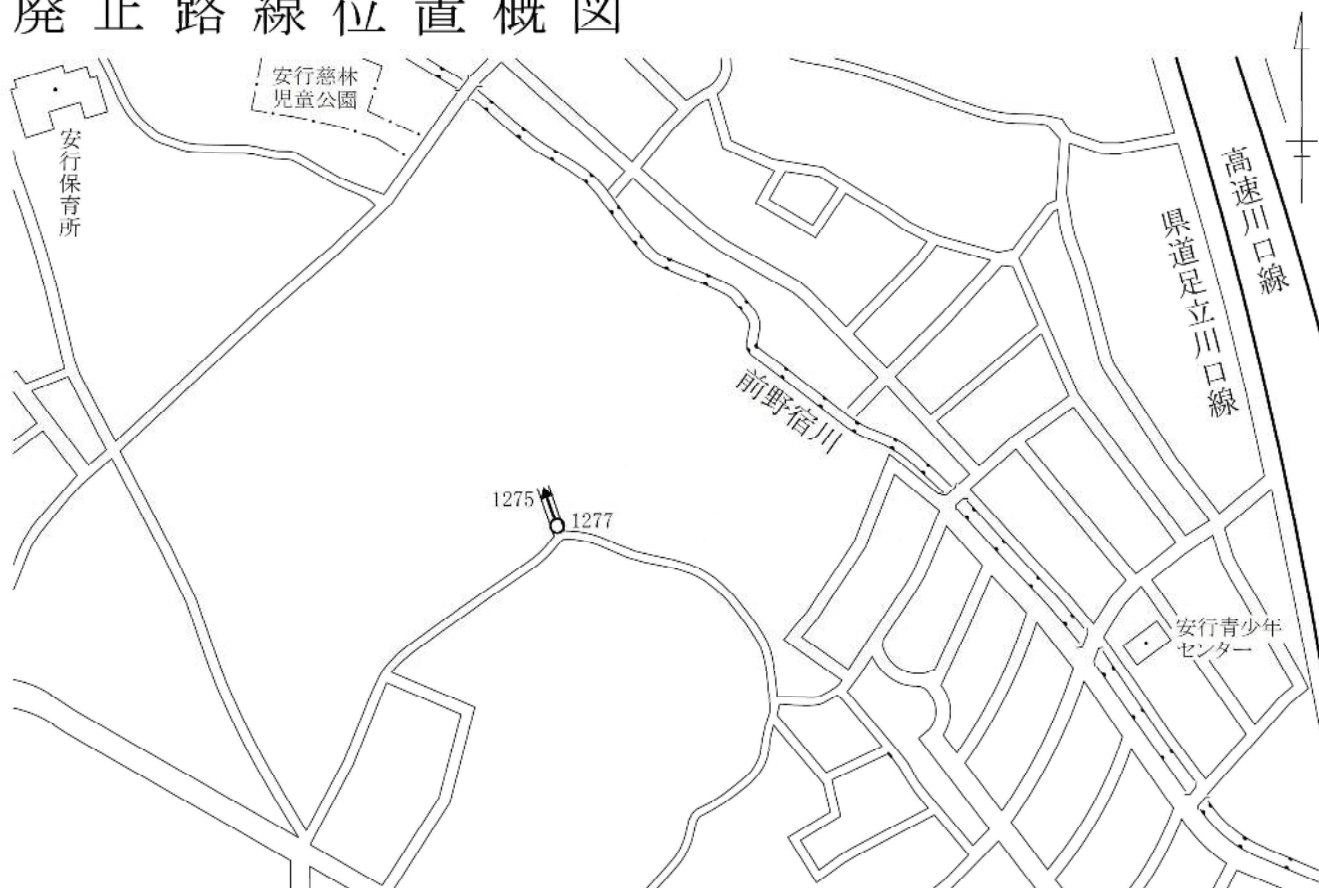 廃止路線位置概図
安行慈林
児童公園
安行保育所
高速川口線
県道足立川口線
前野宿川
1275
1277
安行青少年
センター